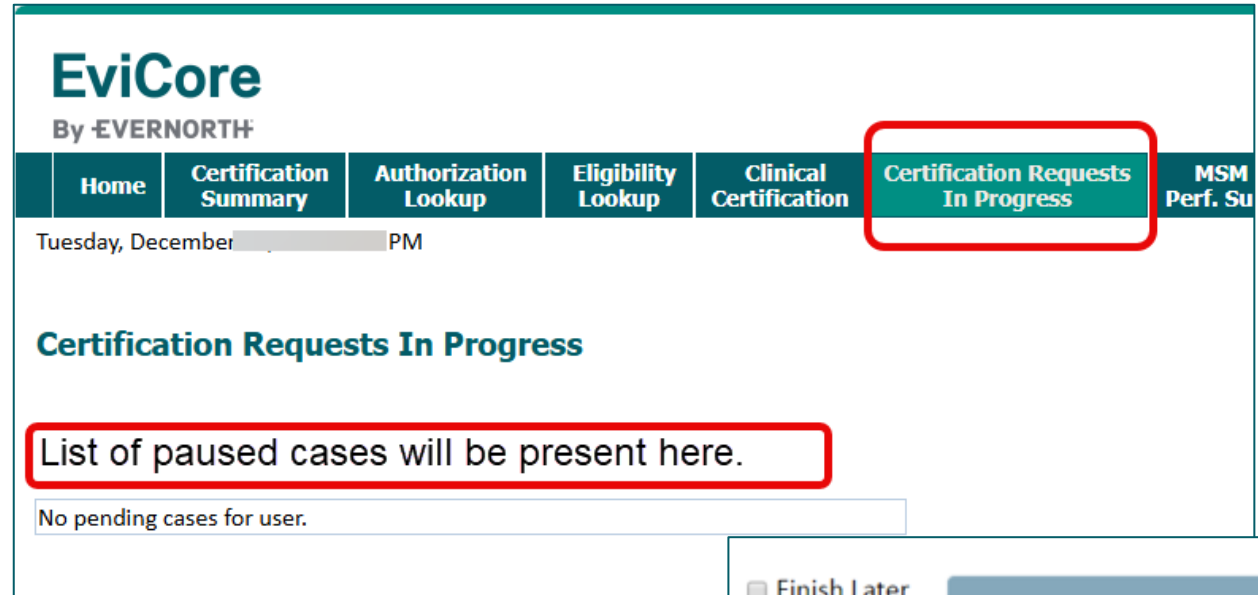 EviCore
By EVERNORTH
Home
Certification Summary
Authorization Lookup
Eligibility Lookup
Clinical Certification
Certification Requests In Progress
MSM Perf. Su
Tuesday, December PM
Certification Requests In Progress
List of paused cases will be present here.
No pending cases for user.
Finish Later